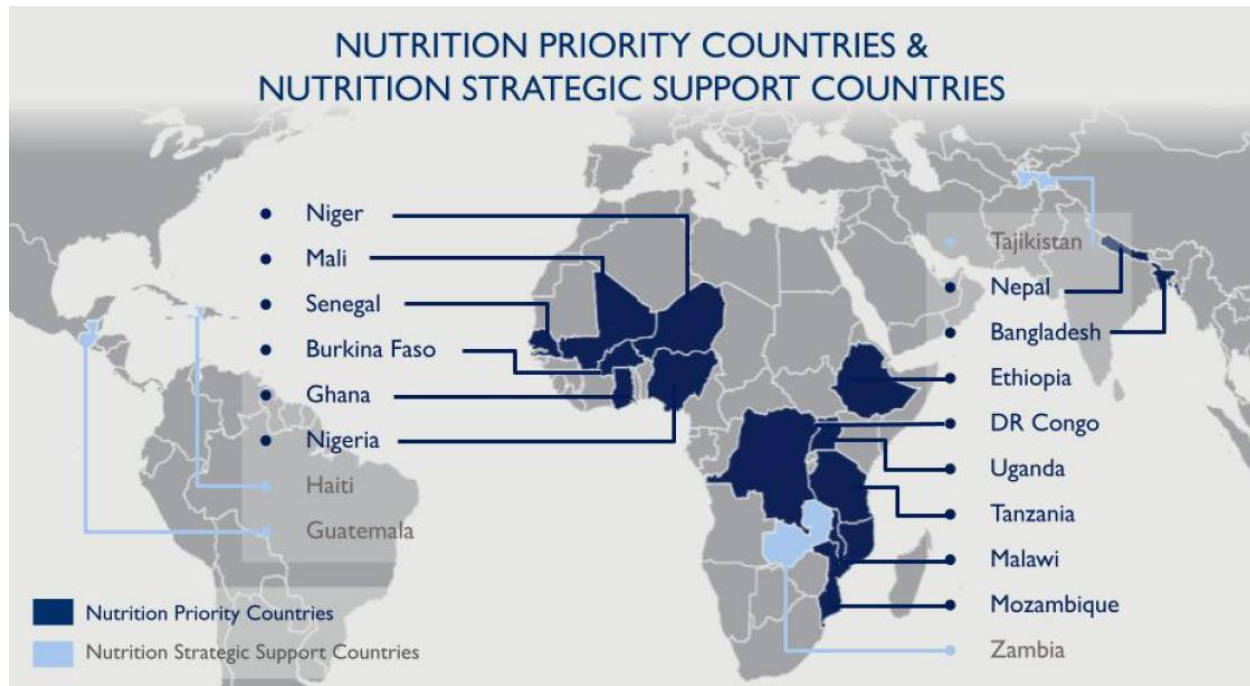 NUTRITION PRIORITY COUNTRIES &
NUTRITION STRATEGIC SUPPORT COUNTRIES
Niger
Mali
Senegal
Burkina Faso
Ghana
Nigeria
Haiti
Guatemala
Tajikistan
Nepal
Bangladesh
Ethiopia
DR Congo
Uganda
Tanzania
Malawi
Mozambique
Zambia
Nutrition Priority Countries
Nutrition Strategic Support Countries